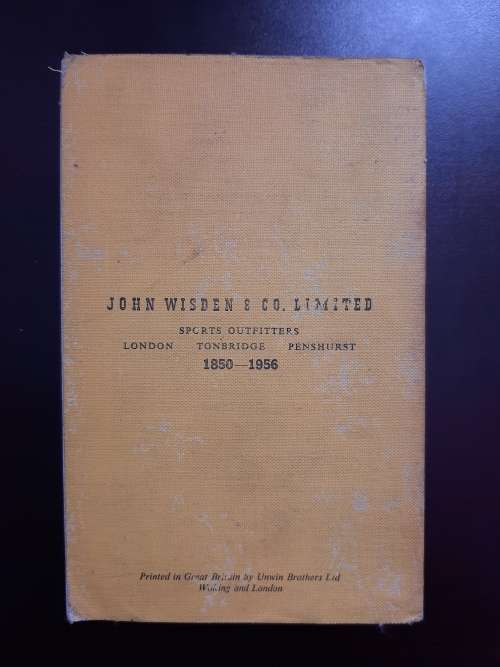 JOHN WISDEN & CO. LIMITED
SPORTS OUTFITTERS
LONDON TONBRIDGE PENSHURST
1850—1956
Printed in Great Britain by Unwin Brothers Ltd
Woking and London